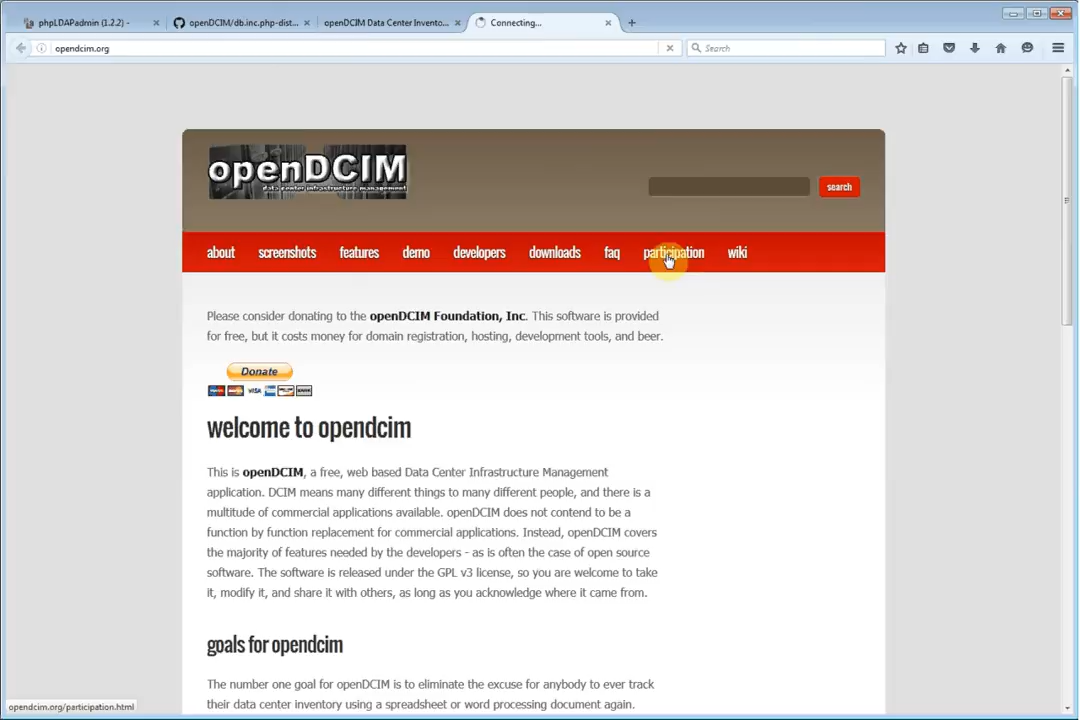 phpLDAPadmin (1.2.2) -
openDCIM/db.inc.php-dist...
openDCIM Data Center Invento...
Connecting...
opendcim.org
Search
openDCIM
data center infrastructure management
search
about
screenshots
features
demo
developers
downloads
faq
participation
wiki
Please consider donating to the openDCIM Foundation, Inc. This software is provided
for free, but it costs money for domain registration, hosting, development tools, and beer.
Donate
VISA
welcome to opendcim
This is openDCIM, a free, web based Data Center Infrastructure Management
application. DCIM means many different things to many different people, and there is a
multitude of commercial applications available. openDCIM does not contend to be a
function by function replacement for commercial applications. Instead, openDCIM covers
the majority of features needed by the developers - as is often the case of open source
software. The software is released under the GPL v3 license, so you are welcome to take
it, modify it, and share it with others, as long as you acknowledge where it came from.
goals for opendcim
The number one goal for openDCIM is to eliminate the excuse for anybody to ever track
their data center inventory using a spreadsheet or word processing document again.
opendcim.org/participation.html